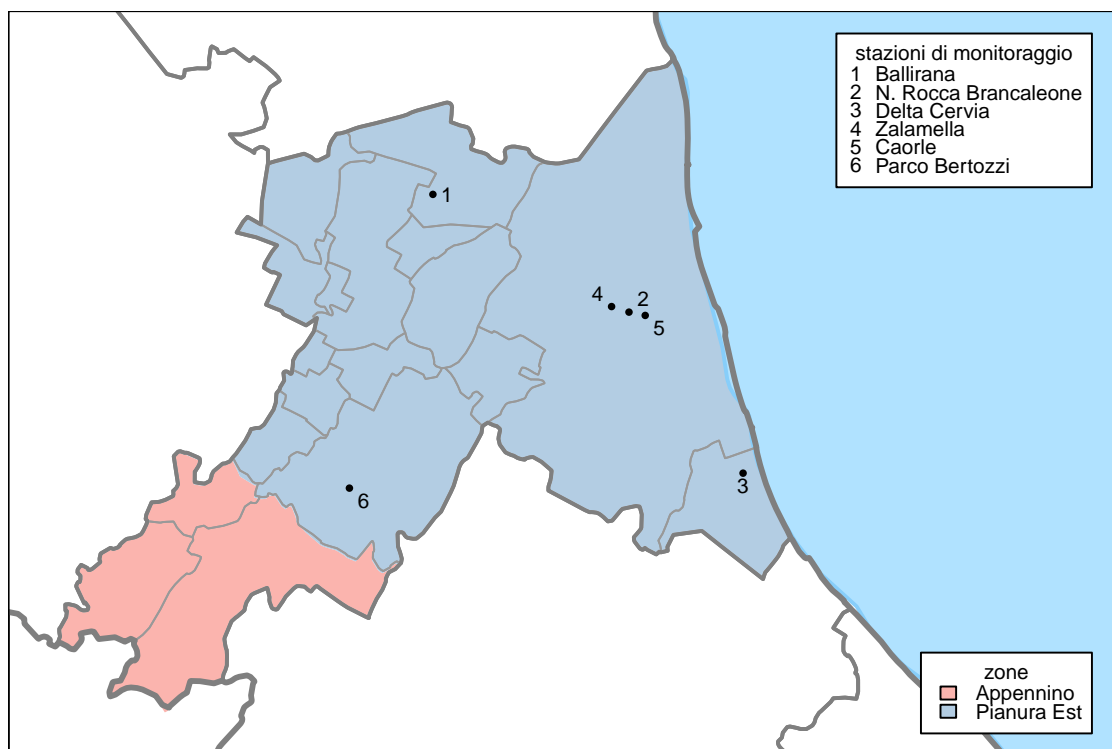 stazioni di monitoraggio
1 Ballirana
2 N. Rocca Brancaleone
3 Delta Cervia
4 Zalamella
5 Caorle
6 Parco Bertozzi
1
4
2
5
3
6
zone
Appennino
Pianura Est